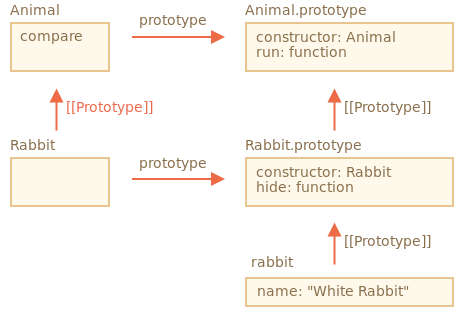 Animal
prototype
Animal.prototype
compare
constructor: Animal
run: function
[[Prototype]]
[[Prototype]]
Rabbit
prototype
Rabbit.prototype
constructor: Rabbit
hide: function
[[Prototype]]
rabbit
name: "White Rabbit"